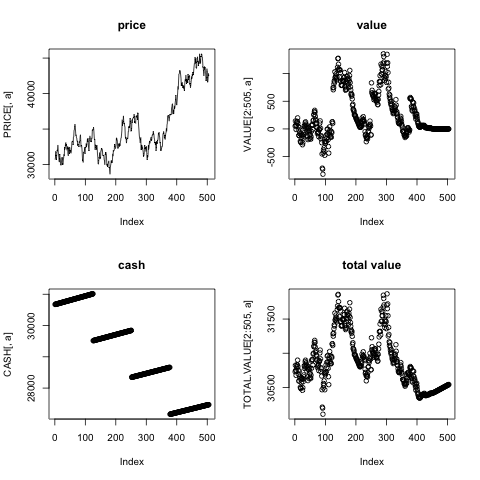 price
PRICE[, a]
30000
40000
0
100
200
300
400
500
Index
value
VALUE[2:505, a]
-500
0
500
0
100
200
300
400
500
Index
cash
CASH[, a]
28000
30000
0
100
200
300
400
500
Index
total value
TOTAL.VALUE[2:505, a]
30500
31500
0
100
200
300
400
500
Index